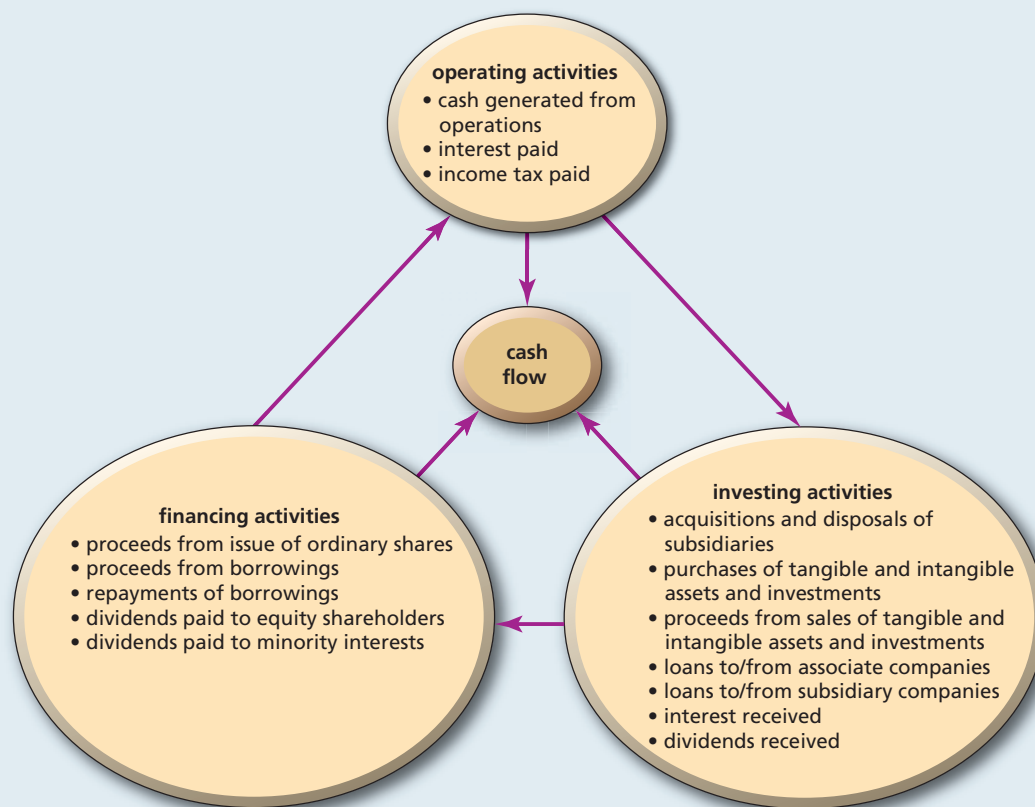 operating activities
• cash generated from
operations
• interest paid
• income tax paid
cash
flow
financing activities
• proceeds from issue of ordinary shares
• proceeds from borrowings
• repayments of borrowings
• dividends paid to equity shareholders
• dividends paid to minority interests
investing activities
• acquisitions and disposals of
subsidiaries
• purchases of tangible and intangible
assets and investments
• proceeds from sales of tangible and
intangible assets and investments
• loans to/from associate companies
• loans to/from subsidiary companies
• interest received
• dividends received